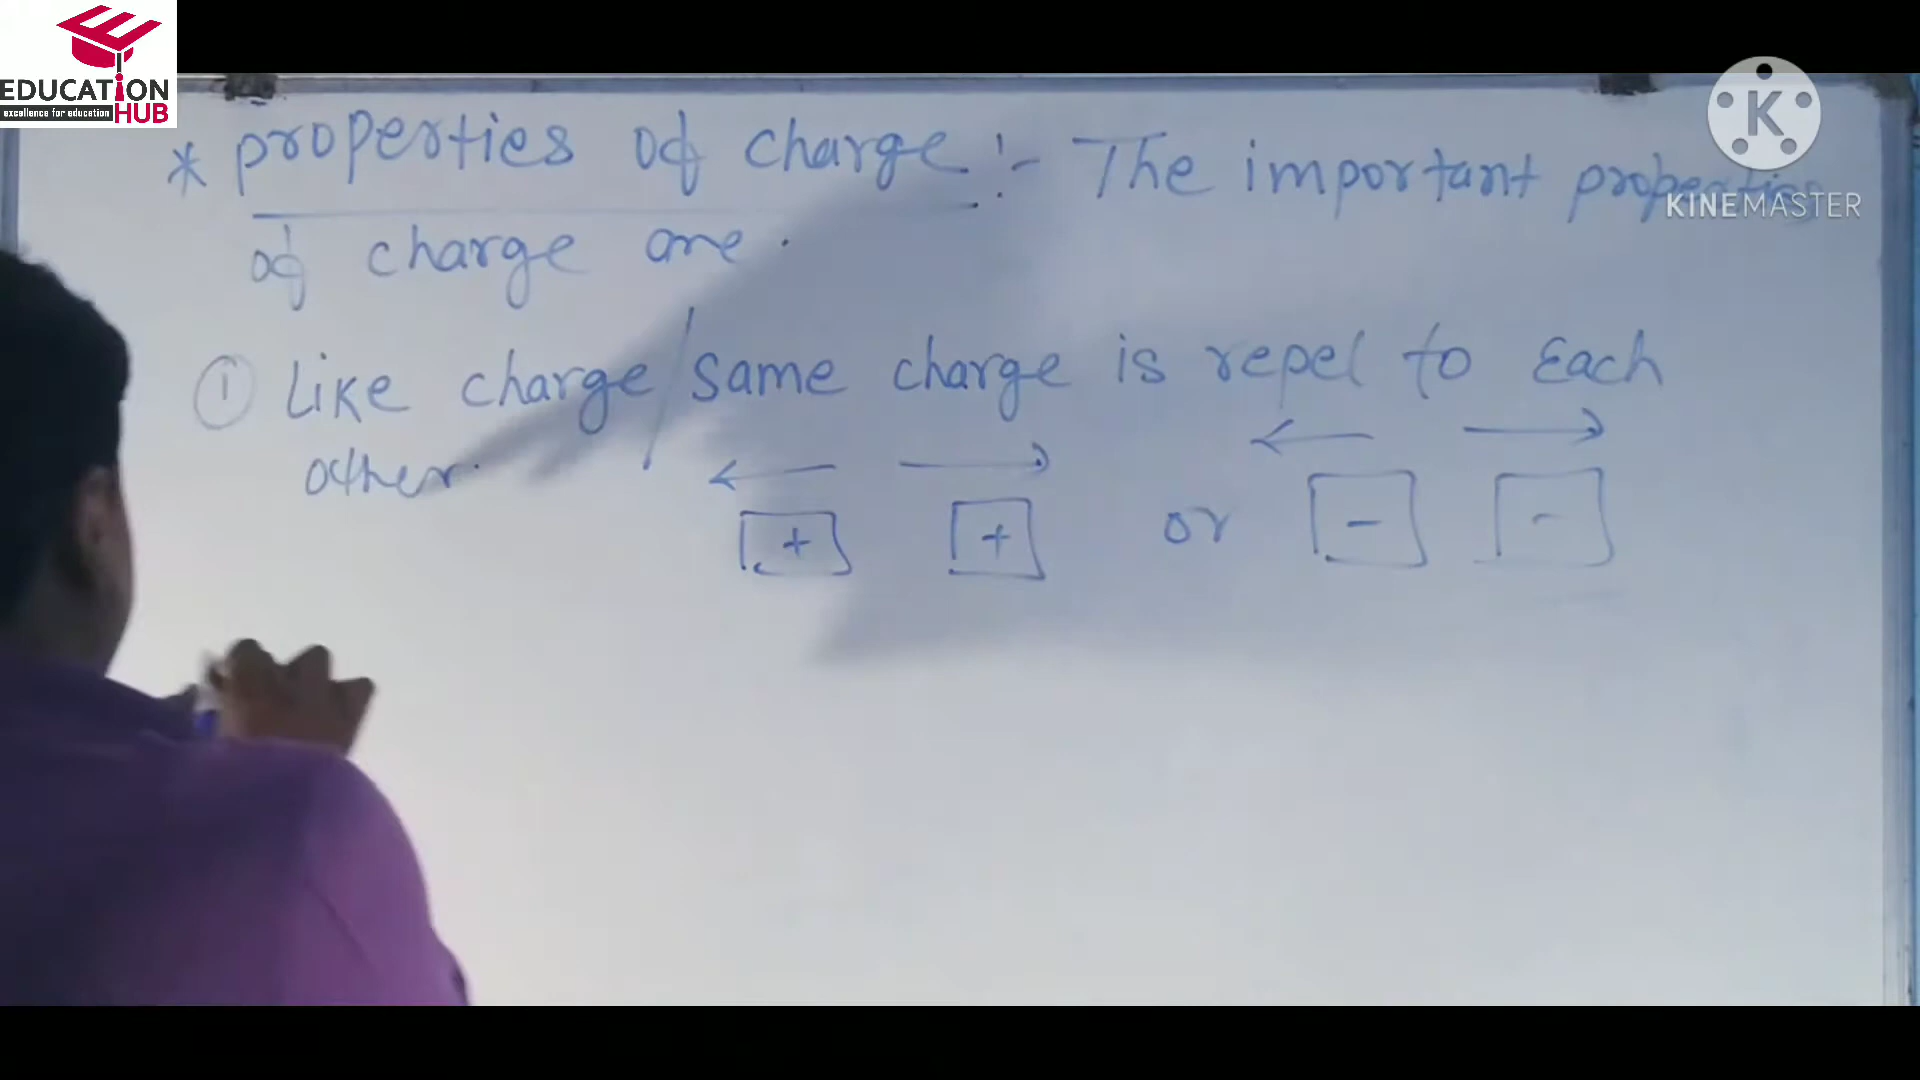 EDUCATION
HUB
excellence for education
K
KINEMASTER
* properties of charge :- The important properties
of charge are .
① Like charge / same charge is repel to Each
other.
+ + or - -